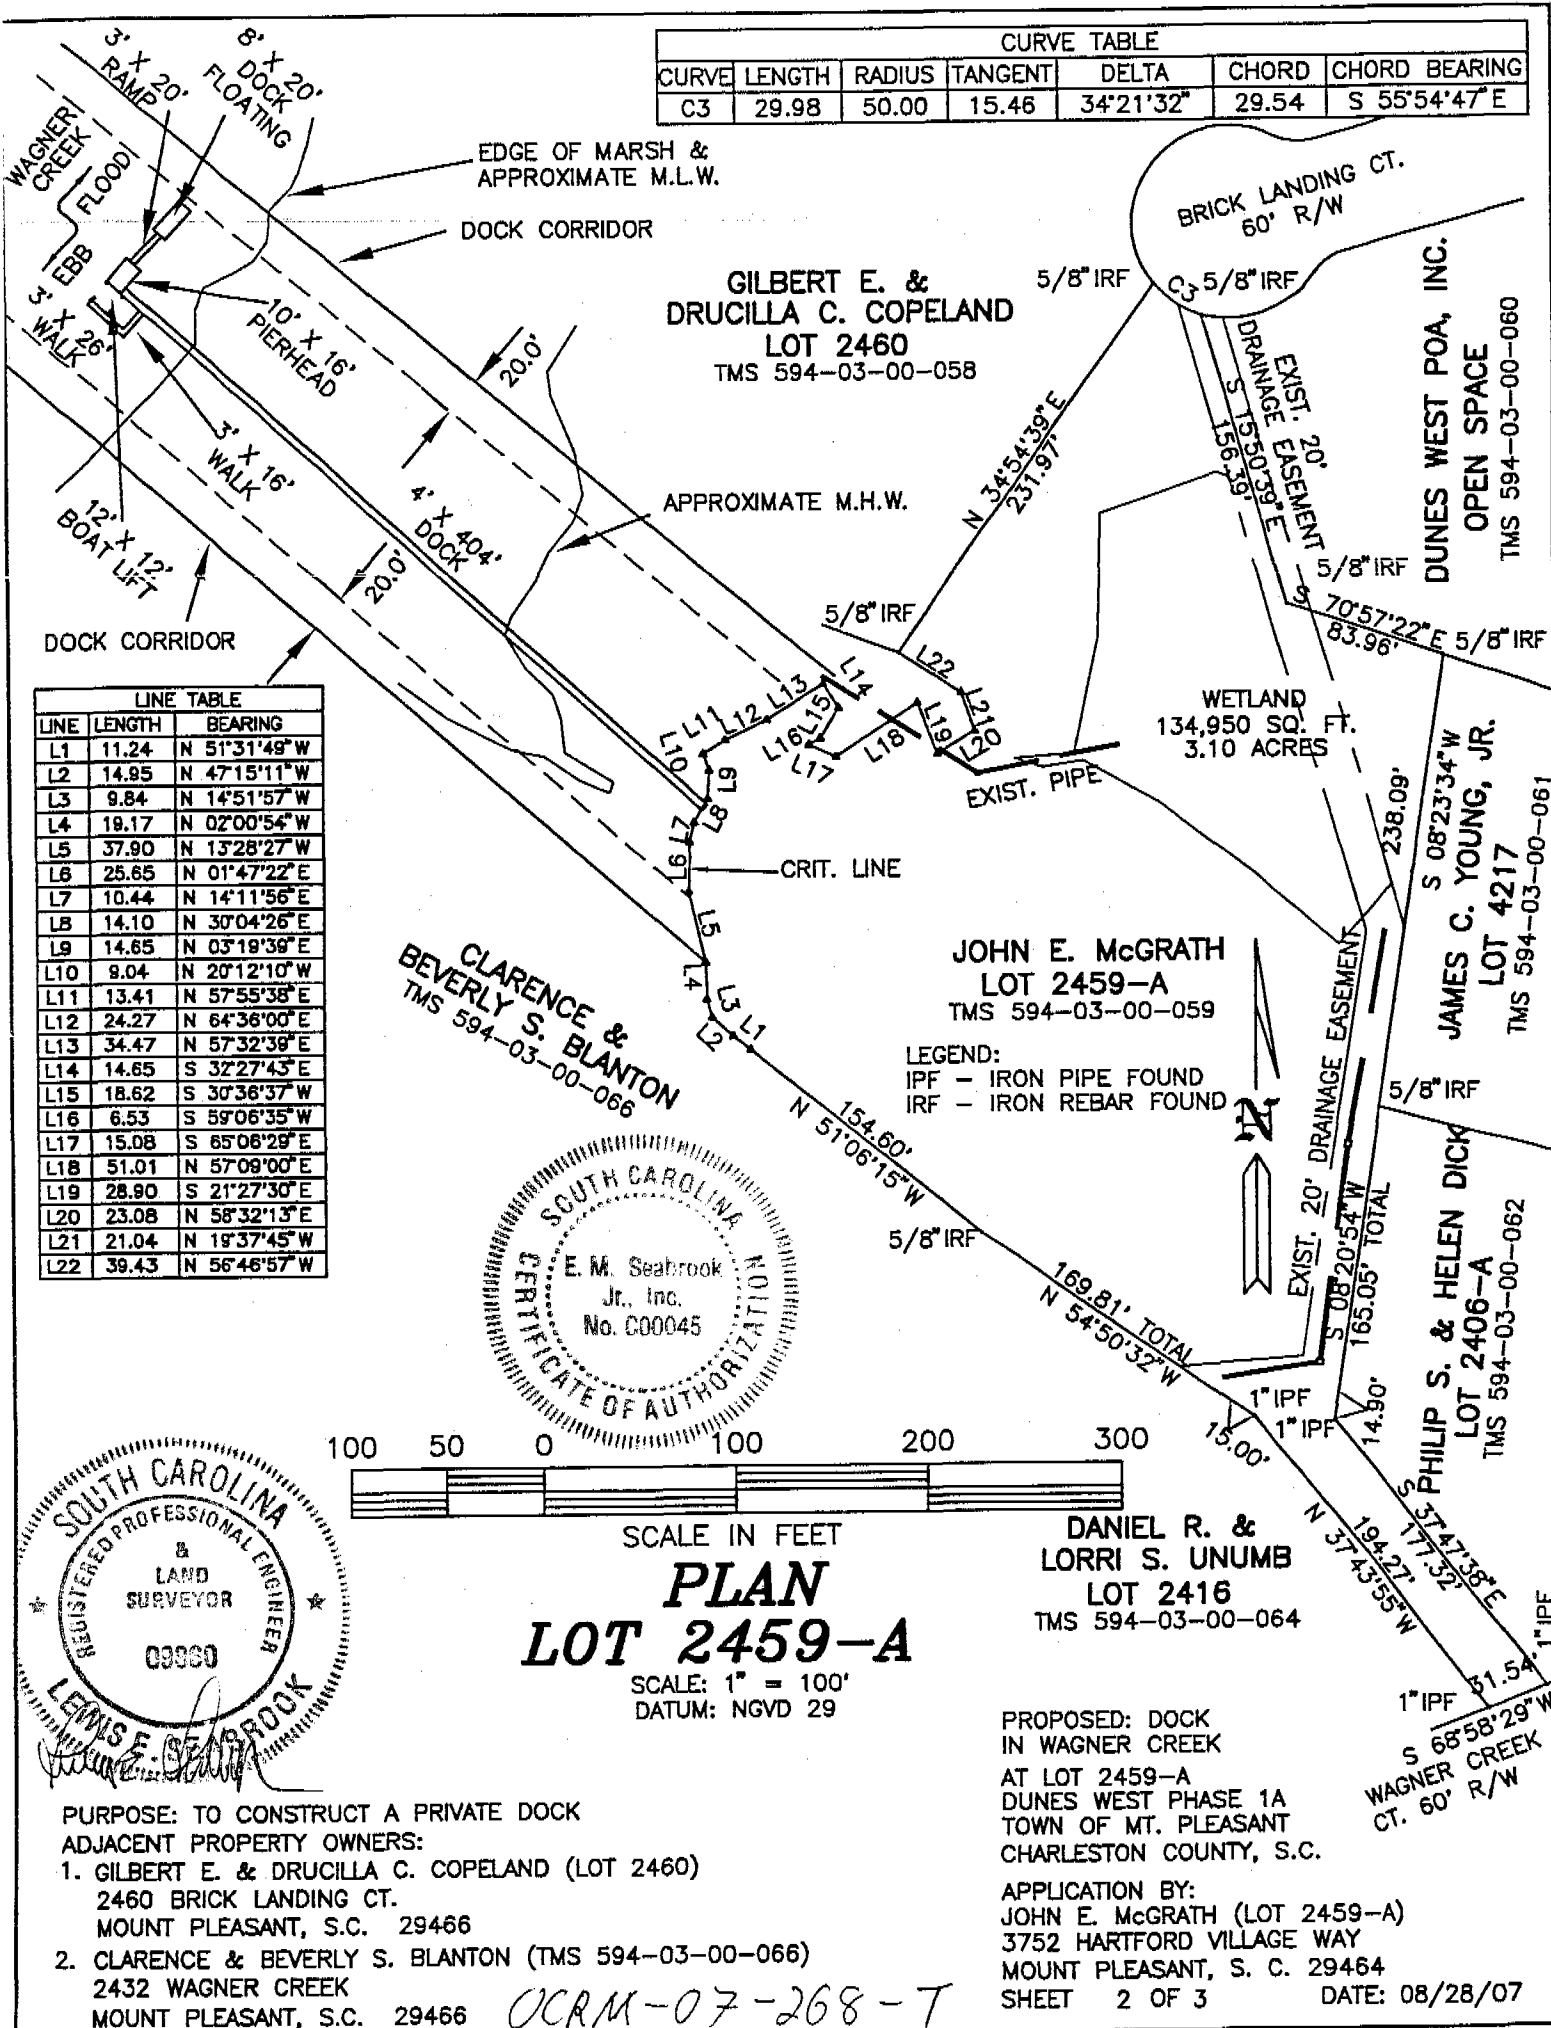 CURVE TABLE
CURVE LENGTH RADIUS TANGENT DELTA CHORD CHORD BEARING
C3 29.98 50.00 15.46 34°21'32" 29.54 S 55°54'47" E
3' X 20'
RAMP
8' X 20'
DOCK
FLOATING
WAGNER
CREEK
FLOOD
EBB
EDGE OF MARSH &
APPROXIMATE M.L.W.
DOCK CORRIDOR
3' X 26'
WALK
10' X 16'
PIERHEAD
3' X 16'
WALK
12' X 12'
BOAT LIFT
20.0'
4' X 404'
DOCK
20.0'
APPROXIMATE M.H.W.
DOCK CORRIDOR
GILBERT E. &
DRUCILLA C. COPELAND
LOT 2460
TMS 594-03-00-058
BRICK LANDING CT.
60' R/W
5/8" IRF
C3
5/8" IRF
N 34°54'39" E
231.97'
S 15°50'39" E
156.39'
EXIST. 20'
DRAINAGE EASEMENT
DUNES WEST POA, INC.
OPEN SPACE
TMS 594-03-00-060
5/8" IRF
S 70°57'22" E
83.96'
5/8" IRF
5/8" IRF
L22
L21
L20
L19
L18
L17
L16
L15
L14
L13
L12
L11
L10
L9
L8
L7
L6
L5
L4
L3
L2
L1
EXIST. PIPE
CRIT. LINE
WETLAND
134,950 SQ. FT.
3.10 ACRES
S 08°23'34" W
238.09'
JAMES C. YOUNG, JR.
LOT 4217
TMS 594-03-00-061
LINE TABLE
LINE LENGTH BEARING
L1 11.24 N 51°31'49" W
L2 14.95 N 47°15'11" W
L3 9.84 N 14°51'57" W
L4 19.17 N 02°00'54" W
L5 37.90 N 13°28'27" W
L6 25.65 N 01°47'22" E
L7 10.44 N 14°11'56" E
L8 14.10 N 30°04'26" E
L9 14.65 N 03°19'39" E
L10 9.04 N 20°12'10" W
L11 13.41 N 57°55'38" E
L12 24.27 N 64°36'00" E
L13 34.47 N 57°32'39" E
L14 14.65 S 32°27'43" E
L15 18.62 S 30°36'37" W
L16 6.53 S 59°06'35" W
L17 15.08 S 65°06'29" E
L18 51.01 N 57°09'00" E
L19 28.90 S 21°27'30" E
L20 23.08 N 58°32'13" E
L21 21.04 N 19°37'45" W
L22 39.43 N 56°46'57" W
CLARENCE &
BEVERLY S. BLANTON
TMS 594-03-00-066
JOHN E. McGRATH
LOT 2459-A
TMS 594-03-00-059
LEGEND:
IPF - IRON PIPE FOUND
IRF - IRON REBAR FOUND
N
EXIST. 20' DRAINAGE EASEMENT
5/8" IRF
S 08°20'54" W
165.05' TOTAL
PHILIP S. & HELEN DICK
LOT 2406-A
TMS 594-03-00-062
154.60'
N 51°06'15" W
5/8" IRF
169.81' TOTAL
N 54°50'32" W
1" IPF
1" IPF
15.00'
14.90'
S 37°47'38" E
177.32'
194.27'
N 37°43'55" W
1" IPF
31.54'
1" IPF
S 68°58'29" W
WAGNER CREEK
CT. 60' R/W
SOUTH CAROLINA
CERTIFICATE OF AUTHORIZATION
E. M. Seabrook
Jr., Inc.
No. C00045
SOUTH CAROLINA
REGISTERED PROFESSIONAL ENGINEER
&
LAND
SURVEYOR
LEWIS E. SEABROOK
100 50 0 100 200 300
SCALE IN FEET
PLAN
LOT 2459-A
SCALE: 1" = 100'
DATUM: NGVD 29
DANIEL R. &
LORRI S. UNUMB
LOT 2416
TMS 594-03-00-064
PURPOSE: TO CONSTRUCT A PRIVATE DOCK
ADJACENT PROPERTY OWNERS:
1. GILBERT E. & DRUCILLA C. COPELAND (LOT 2460)
2460 BRICK LANDING CT.
MOUNT PLEASANT, S.C. 29466
2. CLARENCE & BEVERLY S. BLANTON (TMS 594-03-00-066)
2432 WAGNER CREEK
MOUNT PLEASANT, S.C. 29466
OCRM-07-268-T
PROPOSED: DOCK
IN WAGNER CREEK
AT LOT 2459-A
DUNES WEST PHASE 1A
TOWN OF MT. PLEASANT
CHARLESTON COUNTY, S.C.
APPLICATION BY:
JOHN E. McGRATH (LOT 2459-A)
3752 HARTFORD VILLAGE WAY
MOUNT PLEASANT, S. C. 29464
SHEET 2 OF 3 DATE: 08/28/07